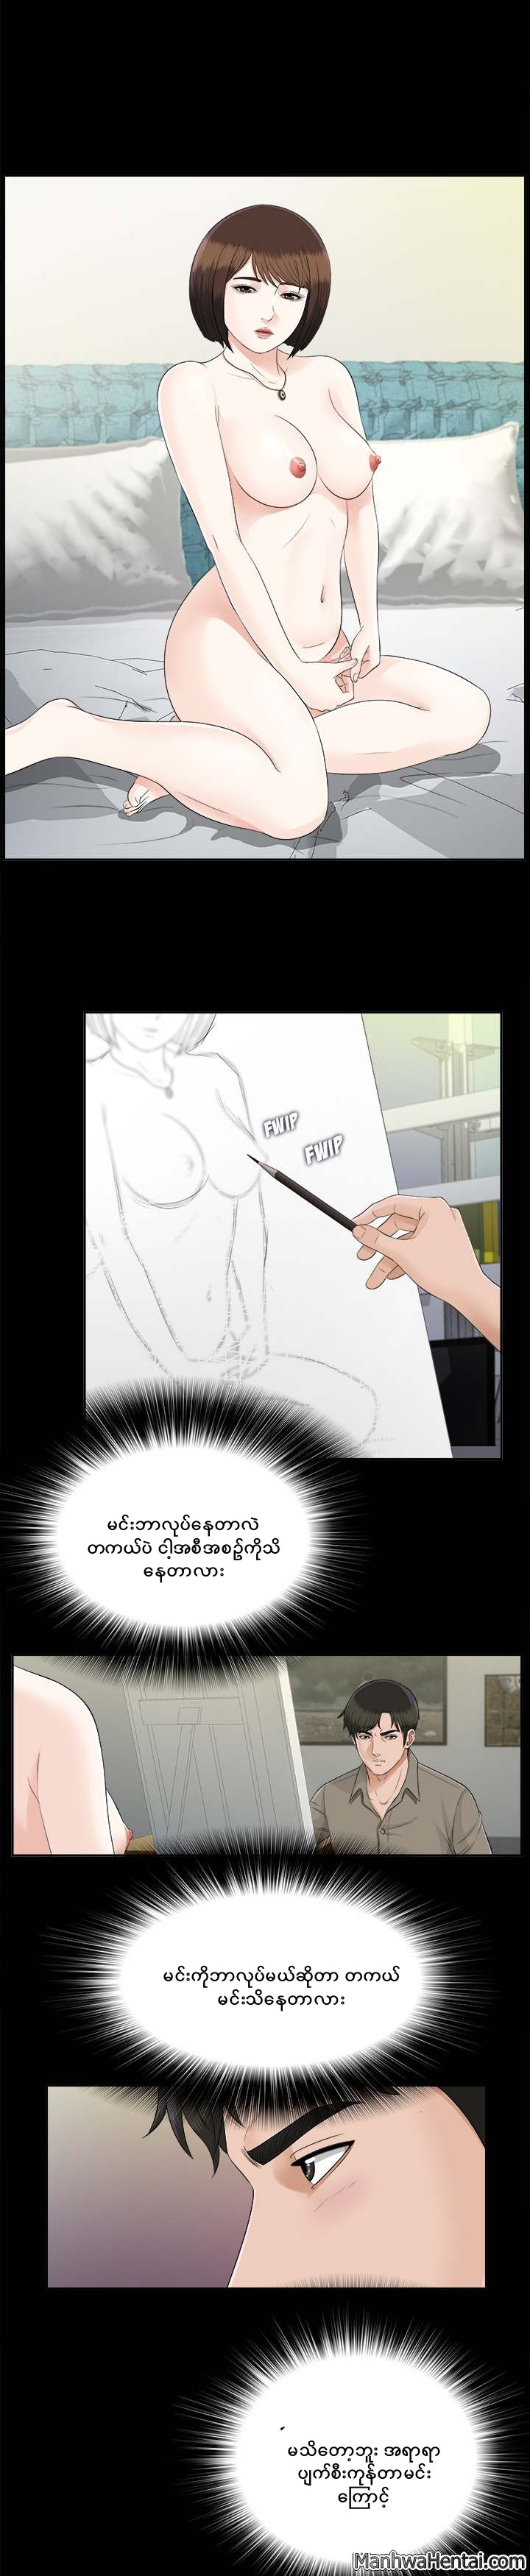 FWIP
FWIP
မင်းဘာလုပ်နေတာလဲ
တကယ်ပဲ ငါ့အစီအစဉ်ကိုသိ
နေတာလား
မင်းကိုဘာလုပ်မယ်ဆိုတာ တကယ်
မင်းသိနေတာလား
မသိတော့ဘူး အရာရာ
ပျက်စီးကုန်တာမင်း
ကြောင့်
ManhwaHentai.com